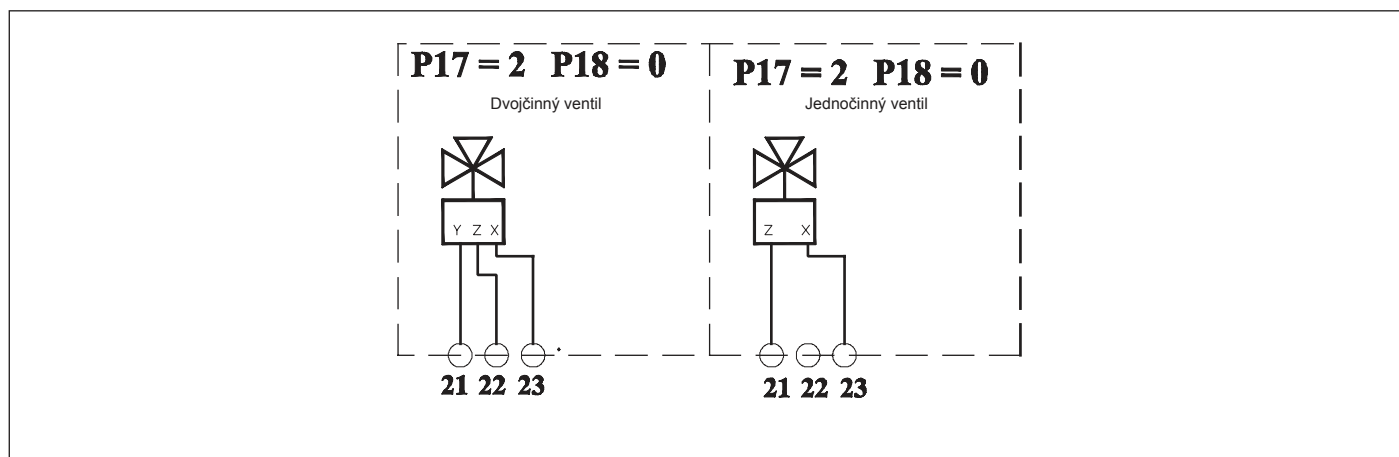 P17 = 2 P18 = 0
Dvojčinný ventil
Y Z X
21 22 23
P17 = 2 P18 = 0
Jednočinný ventil
Z X
21 22 23